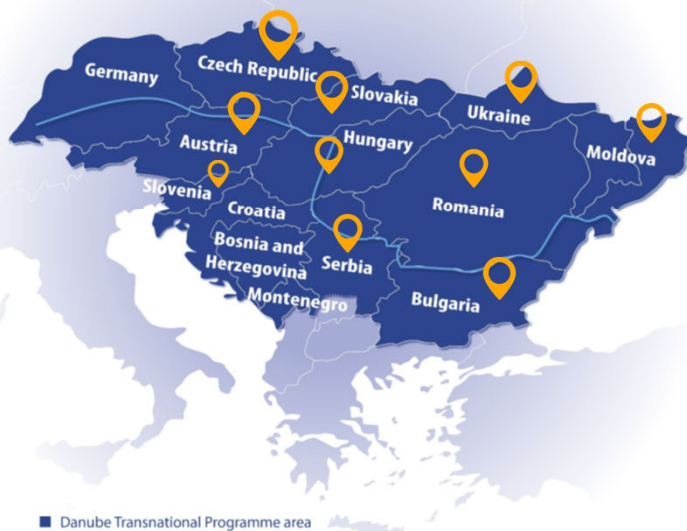 Germany
Czech Republic
Slovakia
Ukraine
Austria
Hungary
Moldova
Slovenia
Croatia
Romania
Bosnia and
Herzegovina
Serbia
Montenegro
Bulgaria
Danube Transnational Programme area